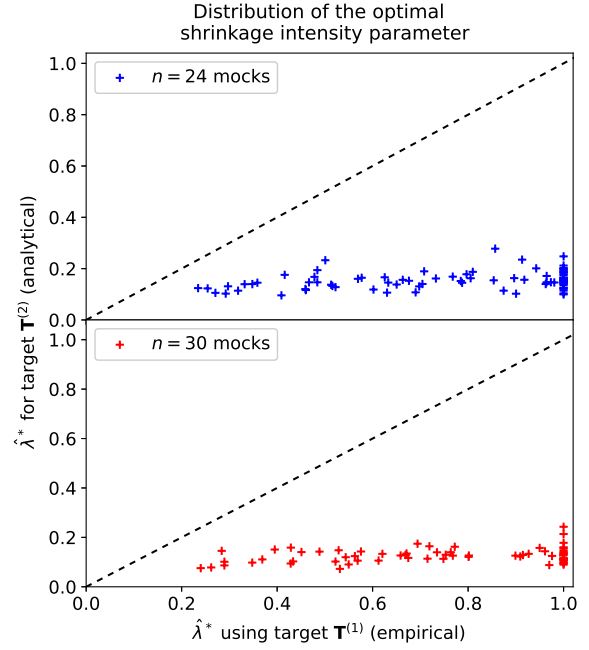 Distribution of the optimal
shrinkage intensity parameter
1.0
n = 24 mocks
0.8
0.6
0.4
0.2
0.0
1.0
n = 30 mocks
0.8
0.6
0.4
0.2
0.0
0.0 0.2 0.4 0.6 0.8 1.0
λ̂* for target T⁽²⁾ (analytical)
λ̂* using target T⁽¹⁾ (empirical)